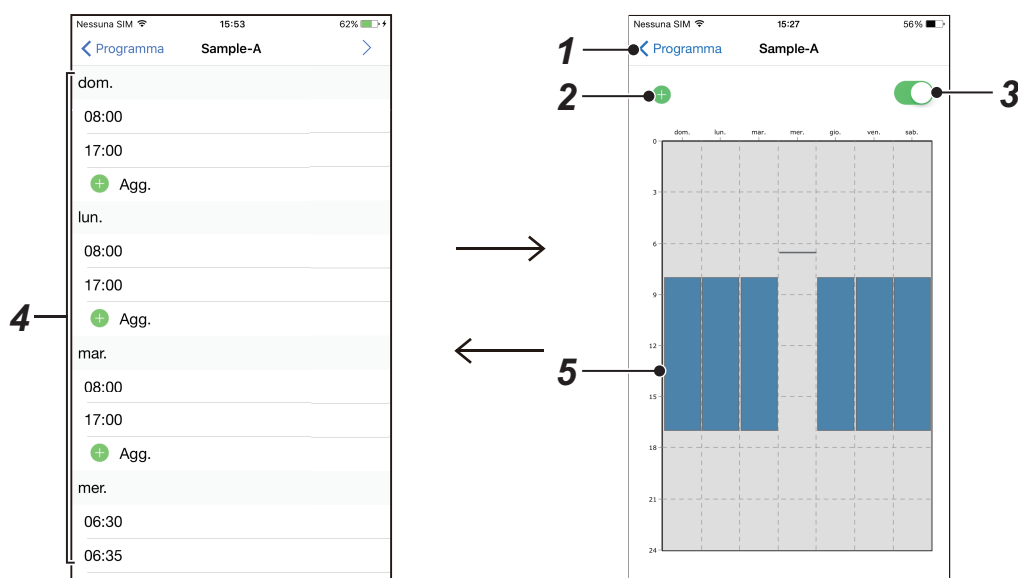 Nessuna SIM 15:53 62%
Programma Sample-A
dom.
08:00
17:00
Agg.
lun.
08:00
17:00
Agg.
mar.
08:00
17:00
Agg.
mer.
06:30
06:35
4
Nessuna SIM 15:27 56%
1 Programma Sample-A
2
3
dom. lun. mar. mer. gio. ven. sab.
0
3
6
9
12
5
15
18
21
24